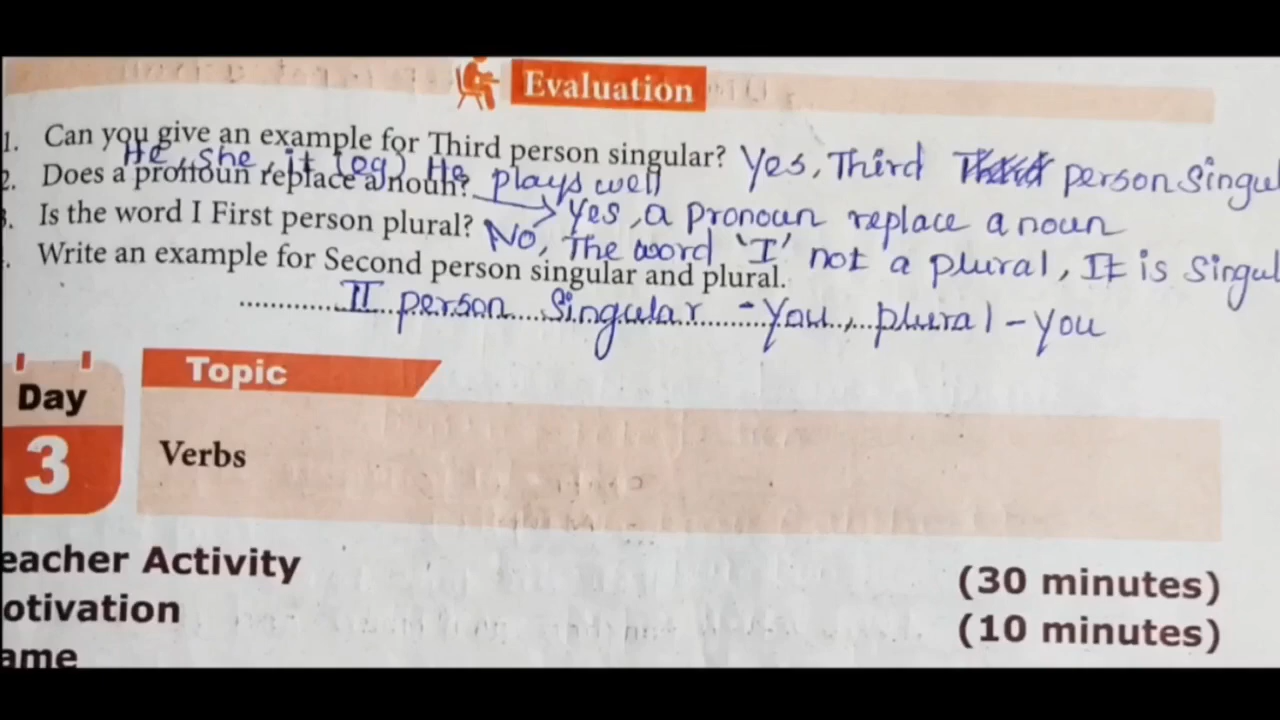 Evaluation
1. Can you give an example for Third person singular? Yes, Third person Singul
He, she, it (eg) He plays well
2. Does a pronoun replace a noun? Yes, a pronoun replace a noun
3. Is the word I First person plural? No, The word 'I' not a plural, It is Singul
. Write an example for Second person singular and plural.
II person Singular - You, plural - you
Topic
Day
3
Verbs
eacher Activity (30 minutes)
otivation (10 minutes)
ame